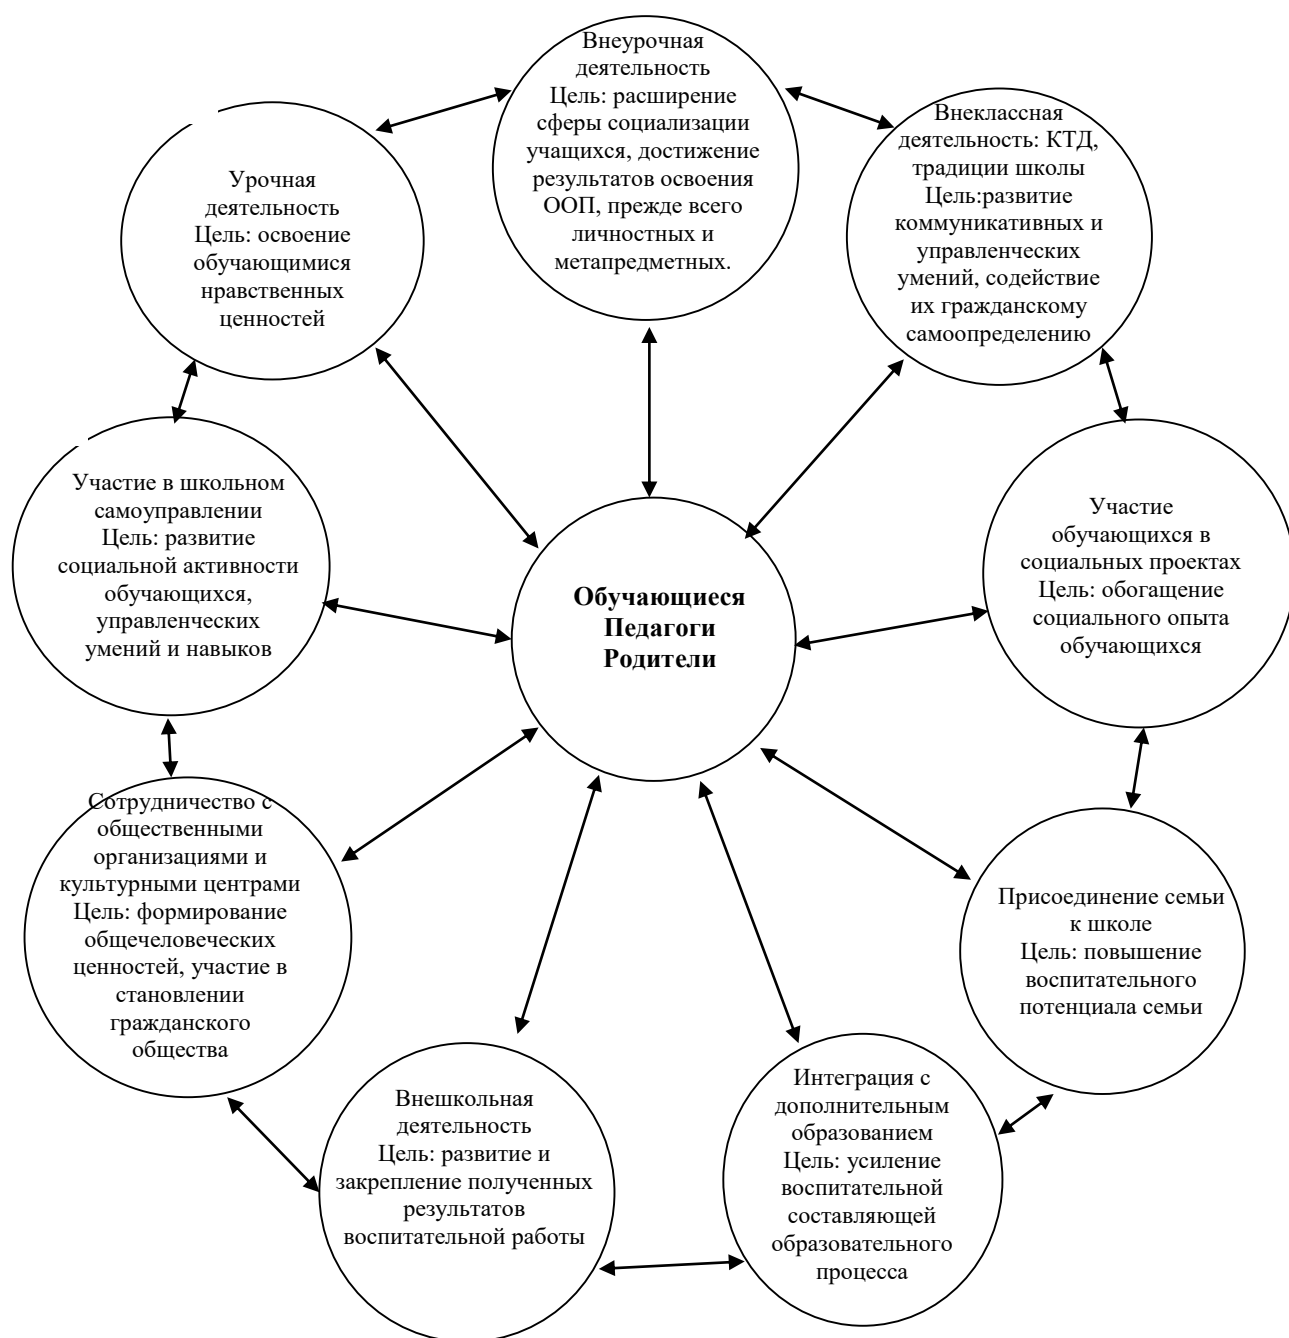 Внеурочная
деятельность
Цель: расширение
сферы социализации
учащихся, достижение
результатов освоения
ООП, прежде всего
личностных и
метапредметных.
Внеклассная
деятельность: КТД,
традиции школы
Цель:развитие
коммуникативных и
управленческих
умений, содействие
их гражданскому
самоопределению
Урочная
деятельность
Цель: освоение
обучающимися
нравственных
ценностей
Участие в школьном
самоуправлении
Цель: развитие
социальной активности
обучающихся,
управленческих
умений и навыков
Обучающиеся
Педагоги
Родители
Участие
обучающихся в
социальных проектах
Цель: обогащение
социального опыта
обучающихся
Сотрудничество с
общественными
организациями и
культурными центрами
Цель: формирование
общечеловеческих
ценностей, участие в
становлении
гражданского
общества
Присоединение семьи
к школе
Цель: повышение
воспитательного
потенциала семьи
Внешкольная
деятельность
Цель: развитие и
закрепление полученных
результатов
воспитательной работы
Интеграция с
дополнительным
образованием
Цель: усиление
воспитательной
составляющей
образовательного
процесса